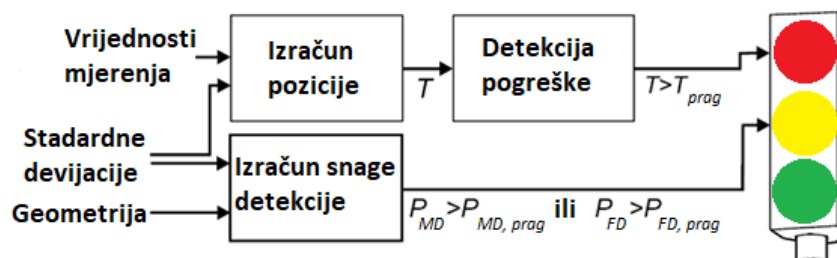 Vrijednosti
mjerenja
Izračun
pozicije
T
Detekcija
pogreške
T>T prag
Stadardne
devijacije
Geometrija
Izračun snage
detekcije
P MD >P MD, prag ili P FD >P FD, prag